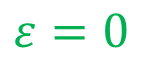 ε = 0